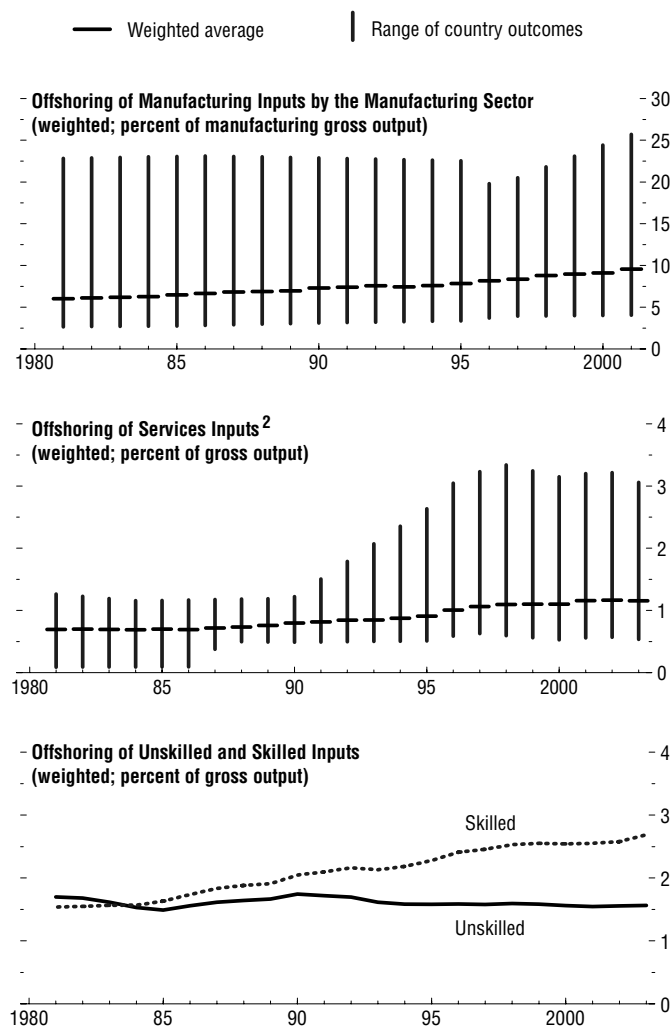 Weighted average
Range of country outcomes
Offshoring of Manufacturing Inputs by the Manufacturing Sector
(weighted; percent of manufacturing gross output)
30
25
20
15
10
5
0
1980 85 90 95 2000
Offshoring of Services Inputs²
(weighted; percent of gross output)
4
3
2
1
0
1980 85 90 95 2000
Offshoring of Unskilled and Skilled Inputs
(weighted; percent of gross output)
4
Skilled
3
2
Unskilled
1
0
1980 85 90 95 2000